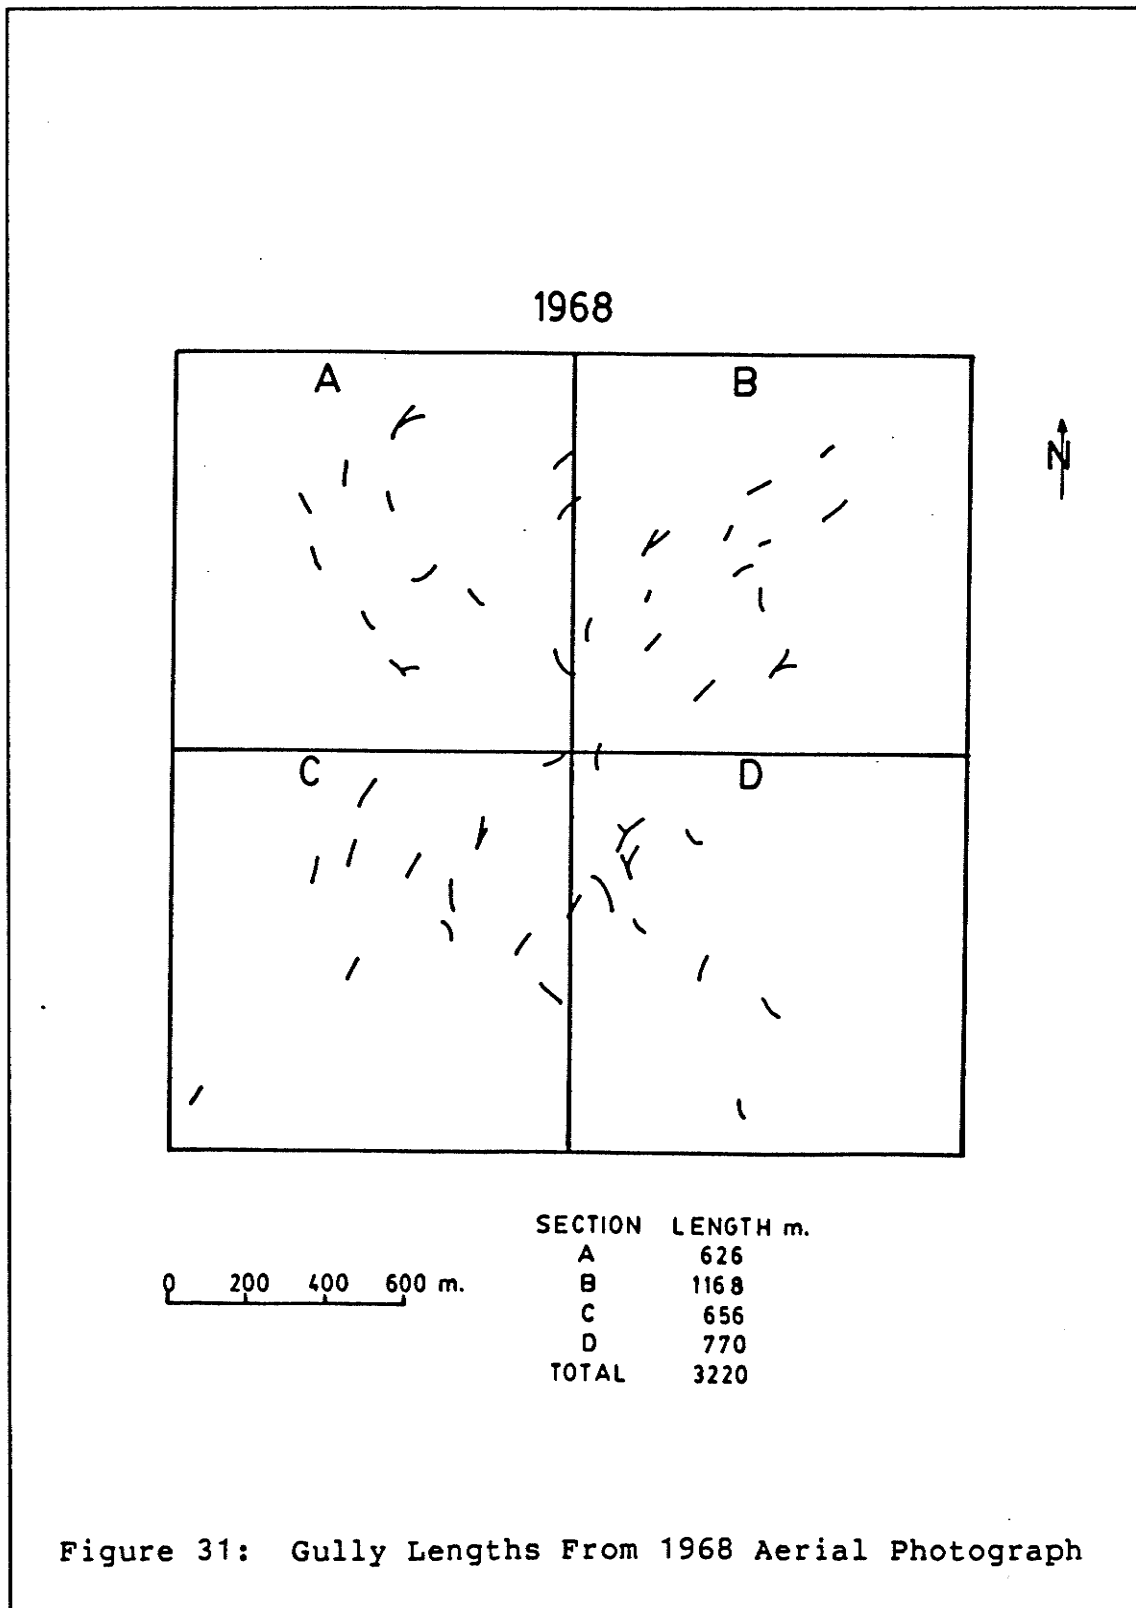 1968
A
B
N
C
D
SECTION LENGTH m.
A 626
B 1168
C 656
D 770
TOTAL 3220
0 200 400 600 m.
Figure 31: Gully Lengths From 1968 Aerial Photograph